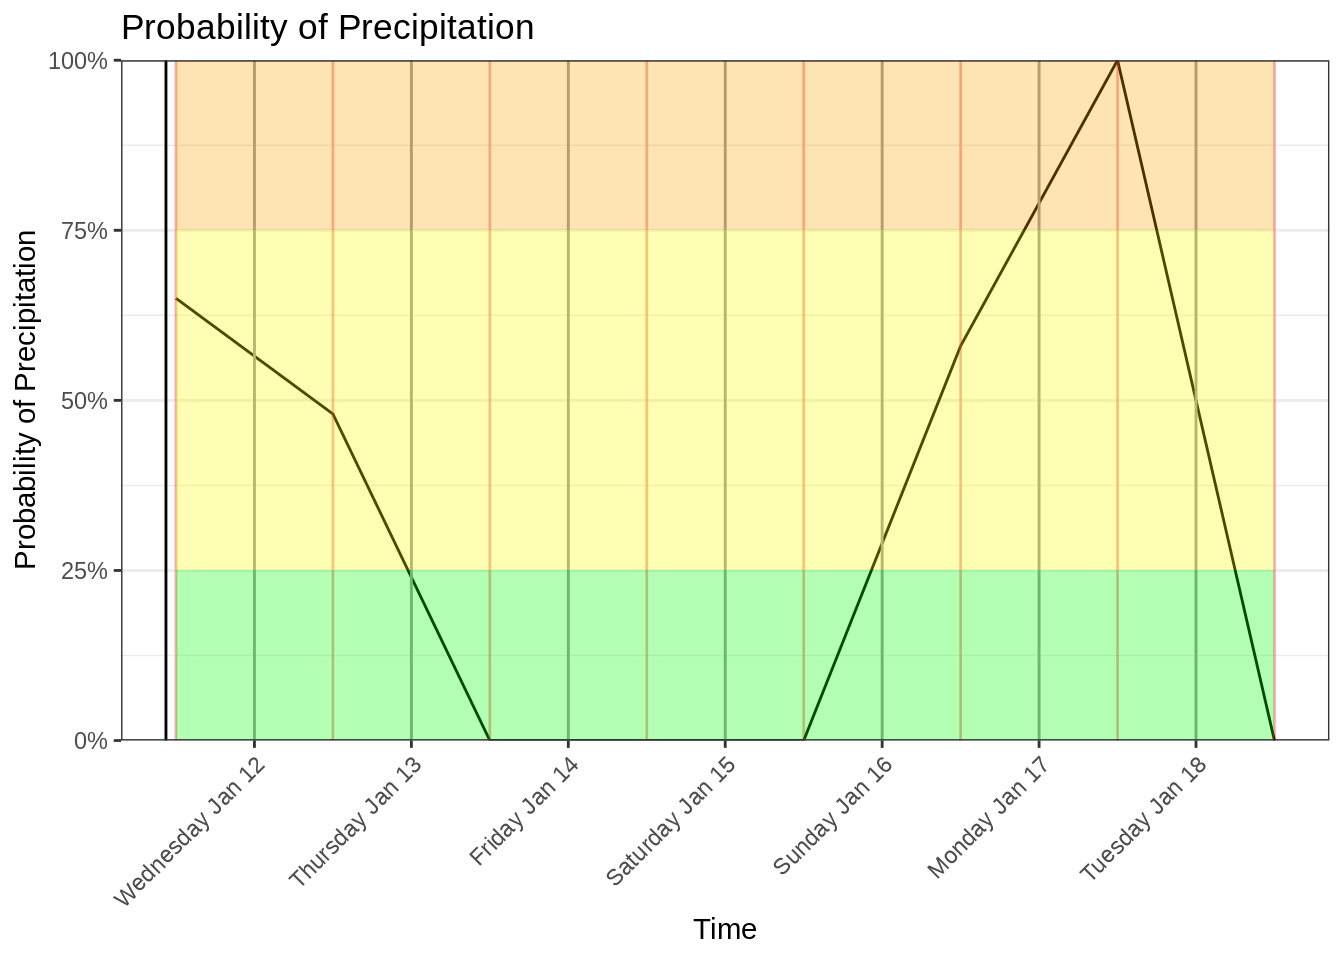 Probability of Precipitation
Probability of Precipitation
100%
75%
50%
25%
0%
Wednesday Jan 12
Thursday Jan 13
Friday Jan 14
Saturday Jan 15
Sunday Jan 16
Monday Jan 17
Tuesday Jan 18
Time